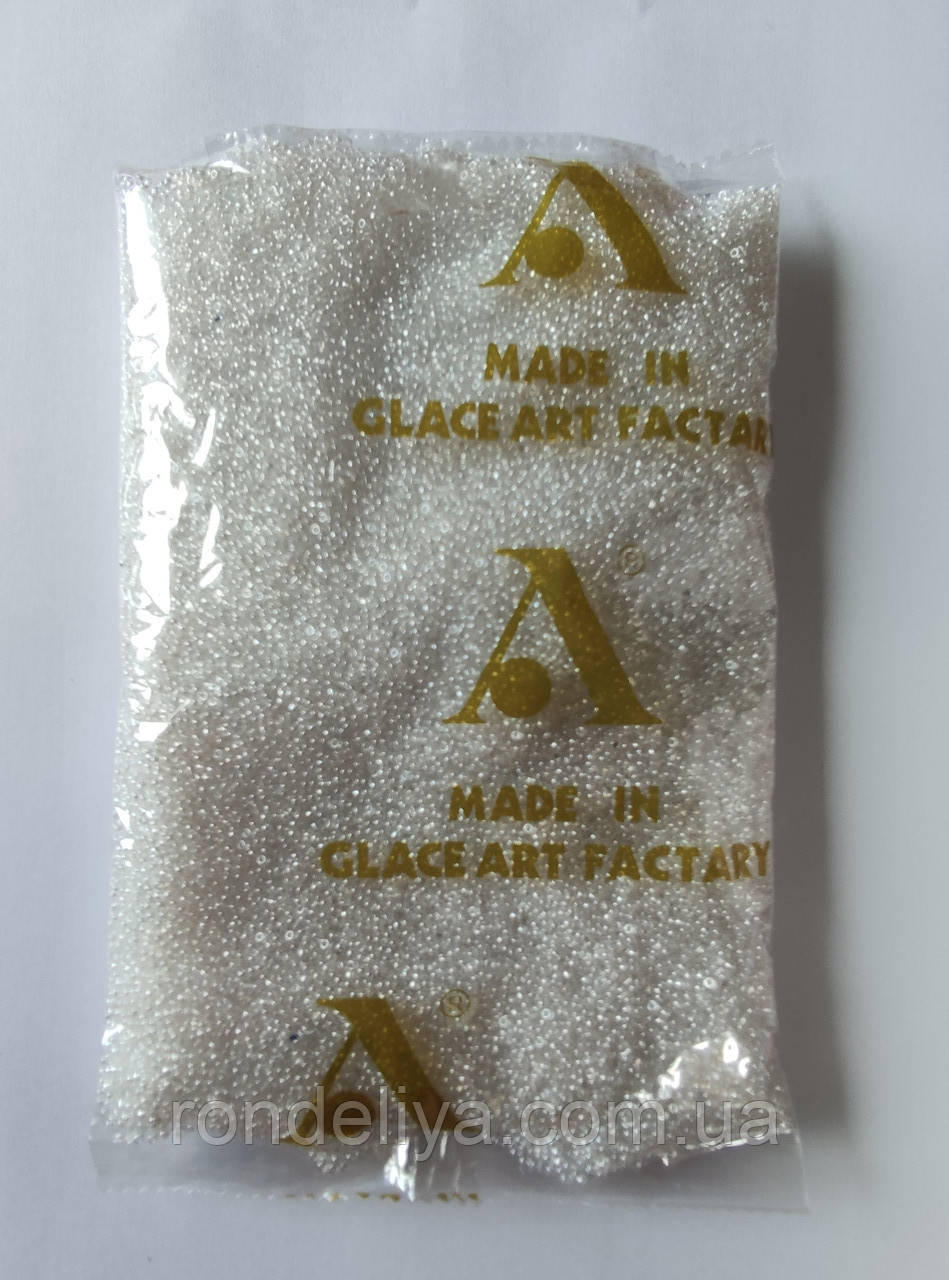 A
MADE IN
GLACE ART FACTARY
A ®
MADE IN
GLACE ART FACTARY
A ®
rondeliya.com.ua